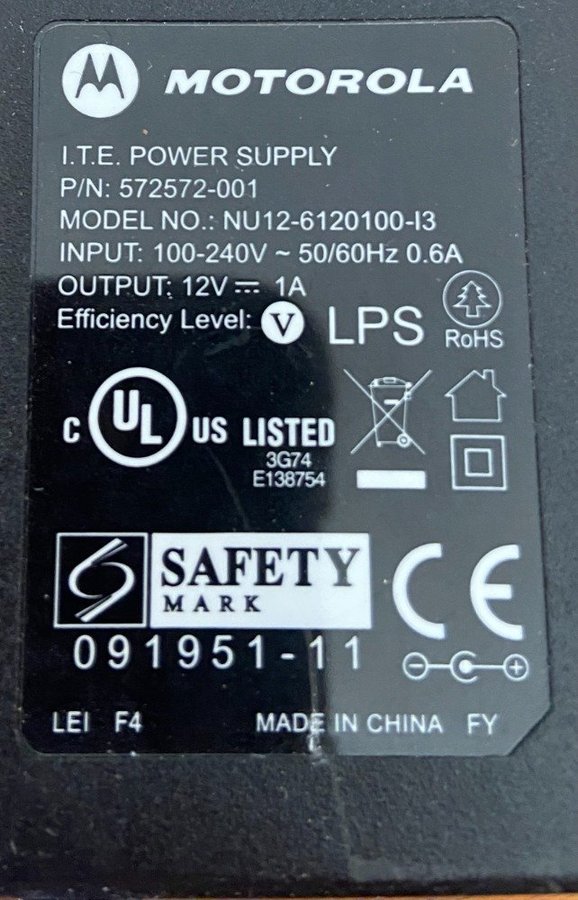 MOTOROLA
I.T.E. POWER SUPPLY
P/N: 572572-001
MODEL NO.: NU12-6120100-I3
INPUT: 100-240V ~ 50/60Hz 0.6A
OUTPUT: 12V ⎓ 1A
Efficiency Level: V LPS
RoHS
C UL US LISTED
3G74
E138754
SAFETY
MARK
CE
091951-11
LEI F4 MADE IN CHINA FY